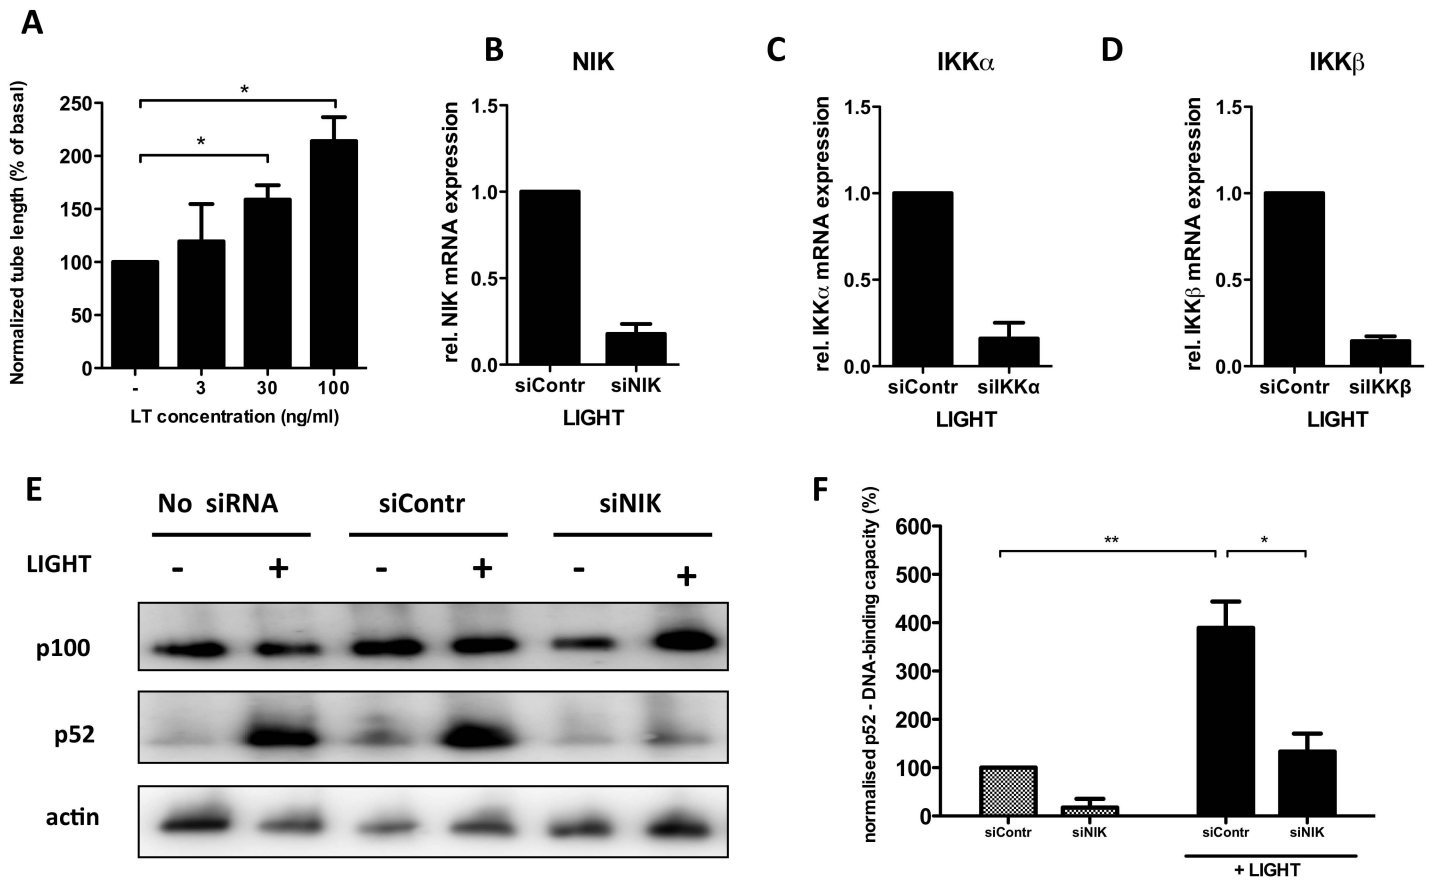 A
Normalized tube length (% of basal)
250
200
150
100
50
0
*
*
- 3 30 100
LT concentration (ng/ml)
B
NIK
rel. NIK mRNA expression
1.5
1.0
0.5
0.0
siContr siNIK
LIGHT
C
IKKα
rel. IKKα mRNA expression
1.5
1.0
0.5
0.0
siContr siIKKα
LIGHT
D
IKKβ
rel. IKKβ mRNA expression
1.5
1.0
0.5
0.0
siContr siIKKβ
LIGHT
E
No siRNA siContr siNIK
LIGHT - + - + - +
p100
p52
actin
F
normalised p52 - DNA-binding capacity (%)
600
500
400
300
200
100
0
** *
siContr siNIK siContr siNIK
+ LIGHT